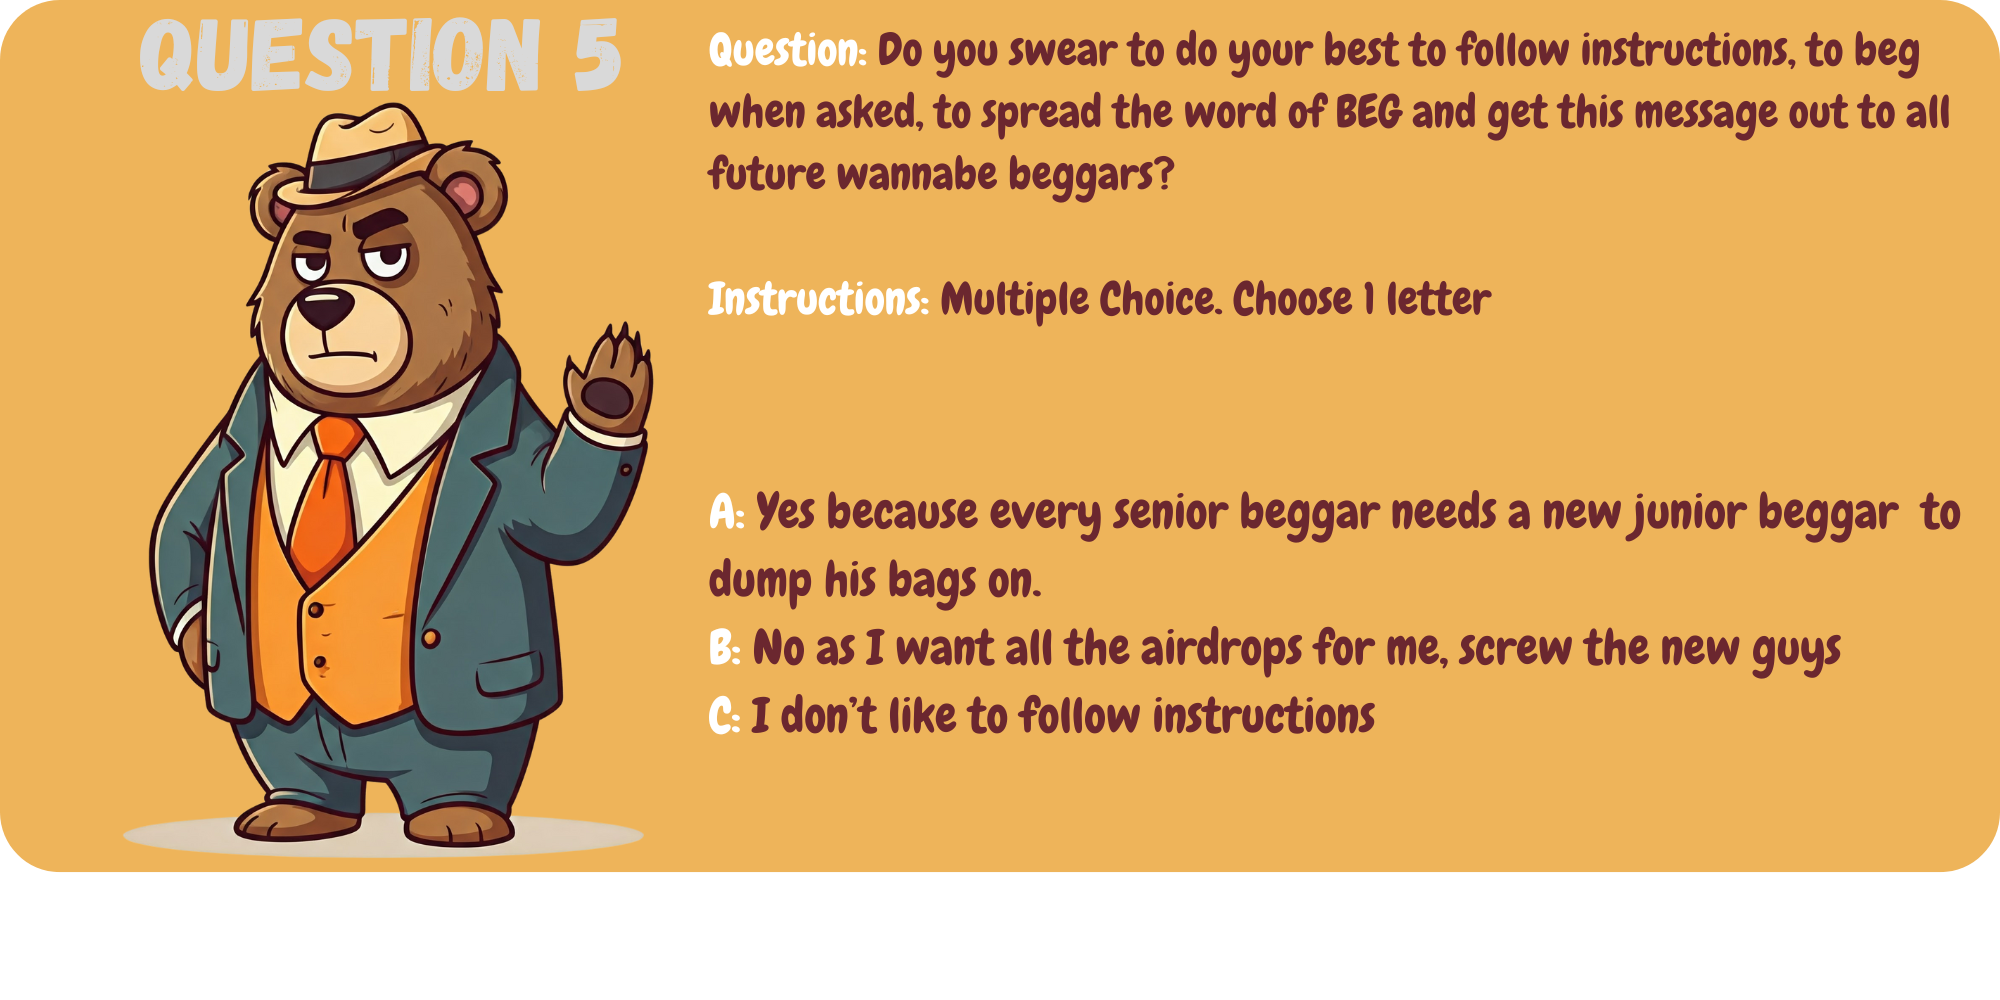 QUESTION 5
Question: Do you swear to do your best to follow instructions, to beg
when asked, to spread the word of BEG and get this message out to all
future wannabe beggars?
Instructions: Multiple Choice. Choose 1 letter
A: Yes because every senior beggar needs a new junior beggar  to
dump his bags on.
B: No as I want all the airdrops for me, screw the new guys
C: I don’t like to follow instructions